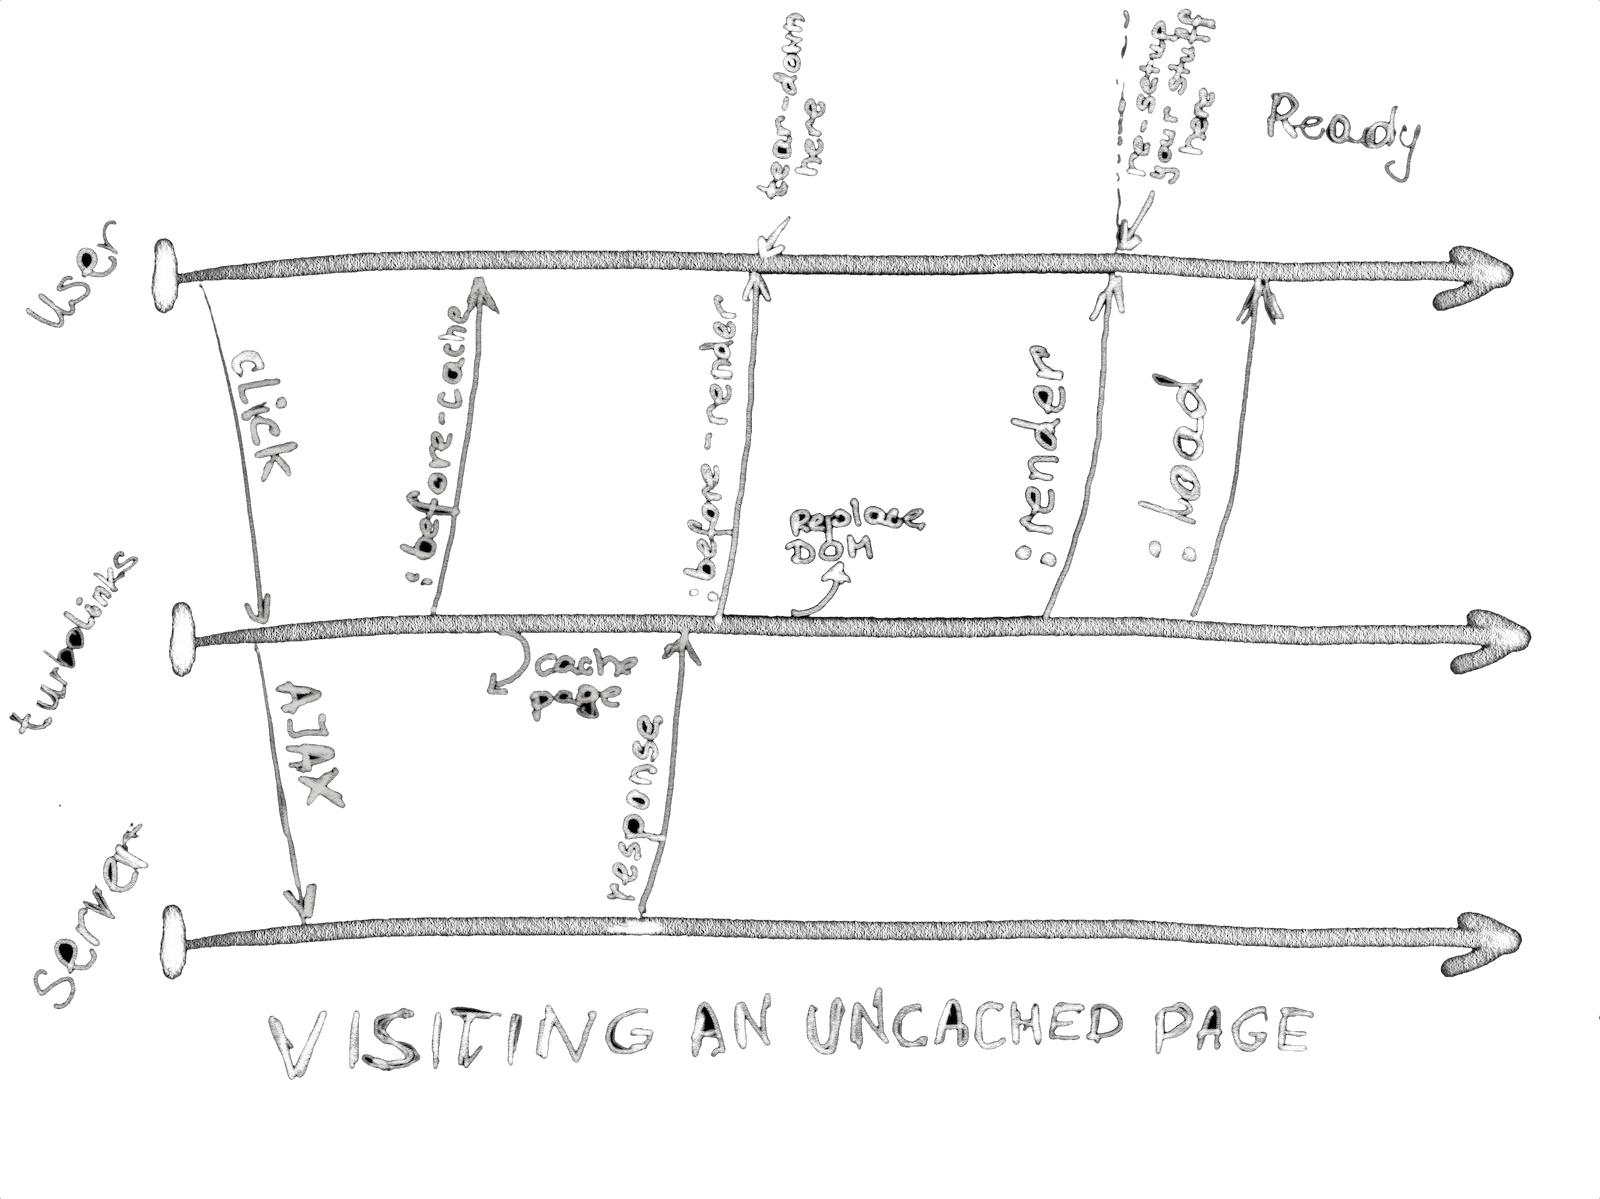 tear-down
here
re-setup
your stuff
here
Ready
User
click
:before-cache
:before-render
Replace
DOM
:render
:load
turbolinks
cache
page
AJAX
response
Server
VISITING AN UNCACHED PAGE